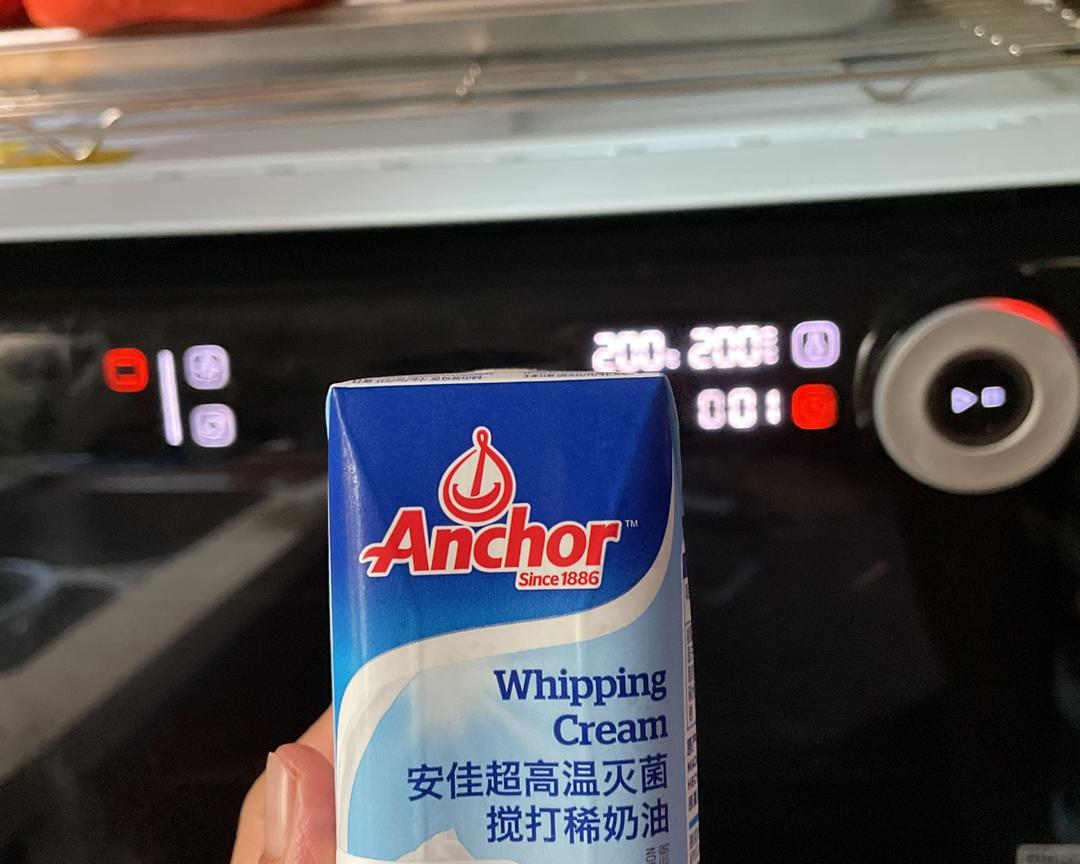 200 200
001
Anchor™
Since 1886
Whipping
Cream
安佳超高温灭菌
搅打稀奶油